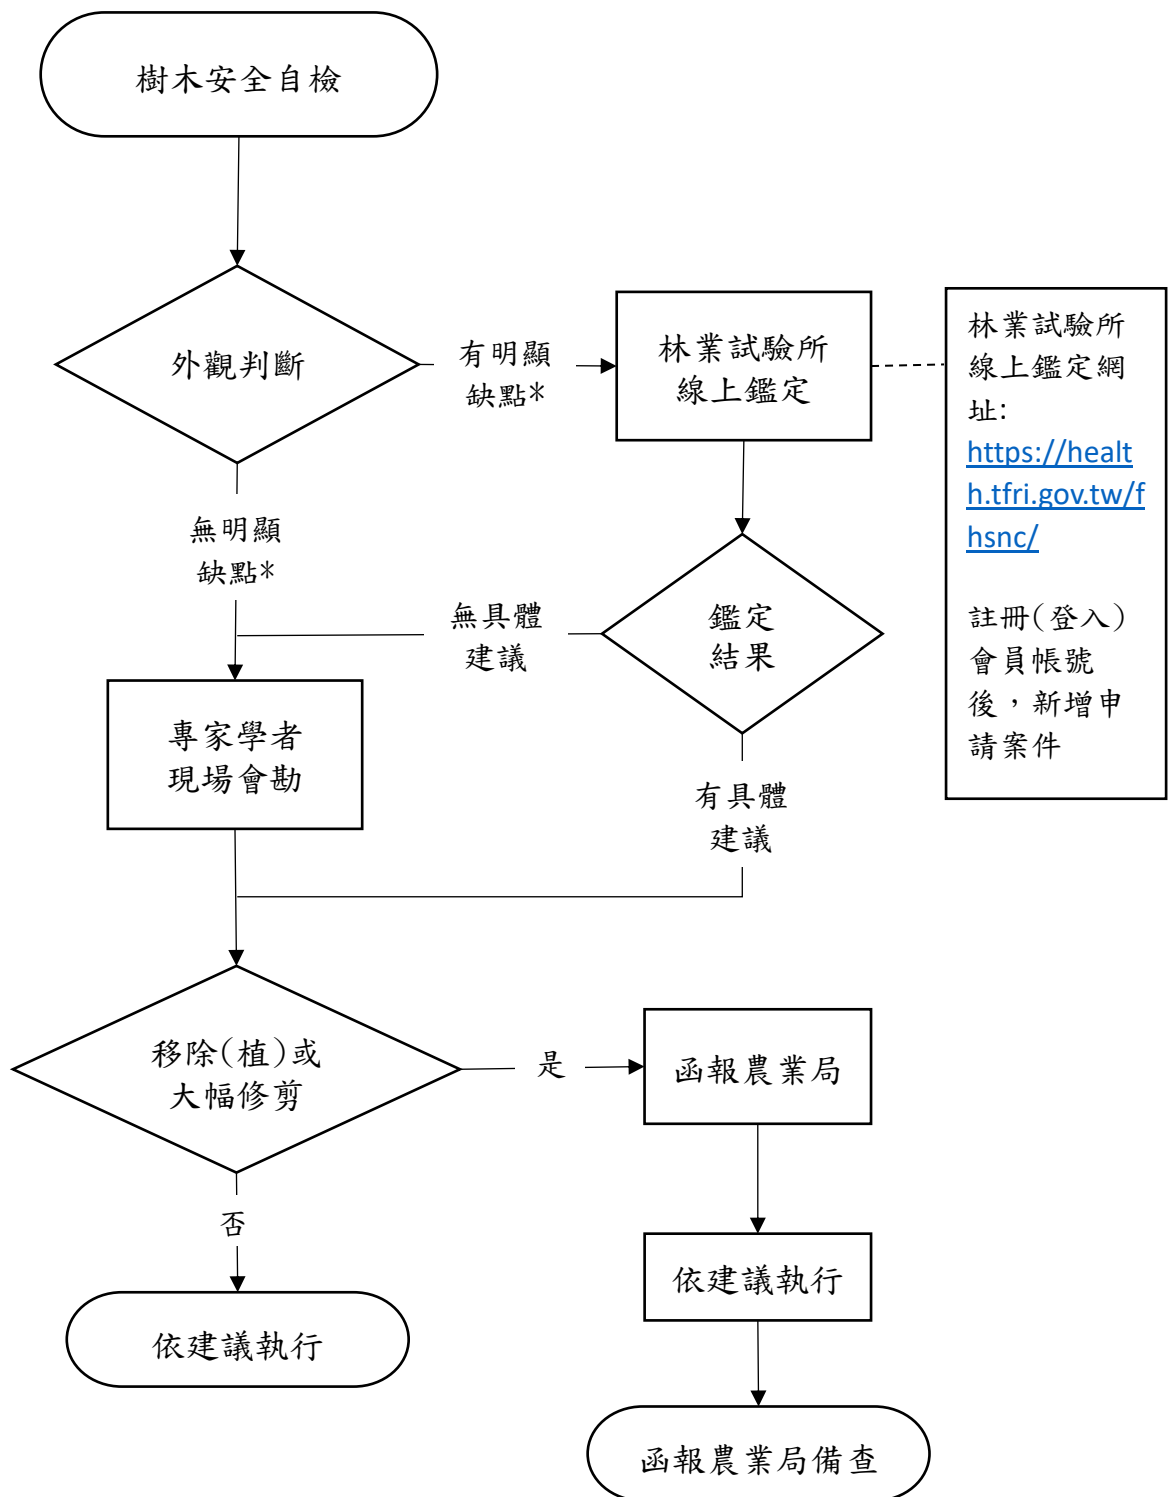 樹木安全自檢
外觀判斷
有明顯
缺點*
林業試驗所
線上鑑定
林業試驗所
線上鑑定網
址:
https://healt
h.tfri.gov.tw/f
hsnc/
註冊(登入)
會員帳號
後，新增申
請案件
無明顯
缺點*
無具體
建議
鑑定
結果
專家學者
現場會勘
有具體
建議
移除(植)或
大幅修剪
是
函報農業局
否
依建議執行
依建議執行
函報農業局備查